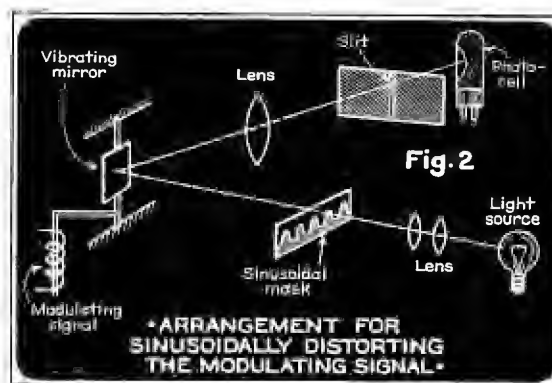 Slit
Vibrating
mirror
Lens
Photo-
cell
Fig. 2
Light
source
Lens
Sinusoidal
mask
Modulating
signal
•ARRANGEMENT FOR
SINUSOIDALLY DISTORTING
THE MODULATING SIGNAL•